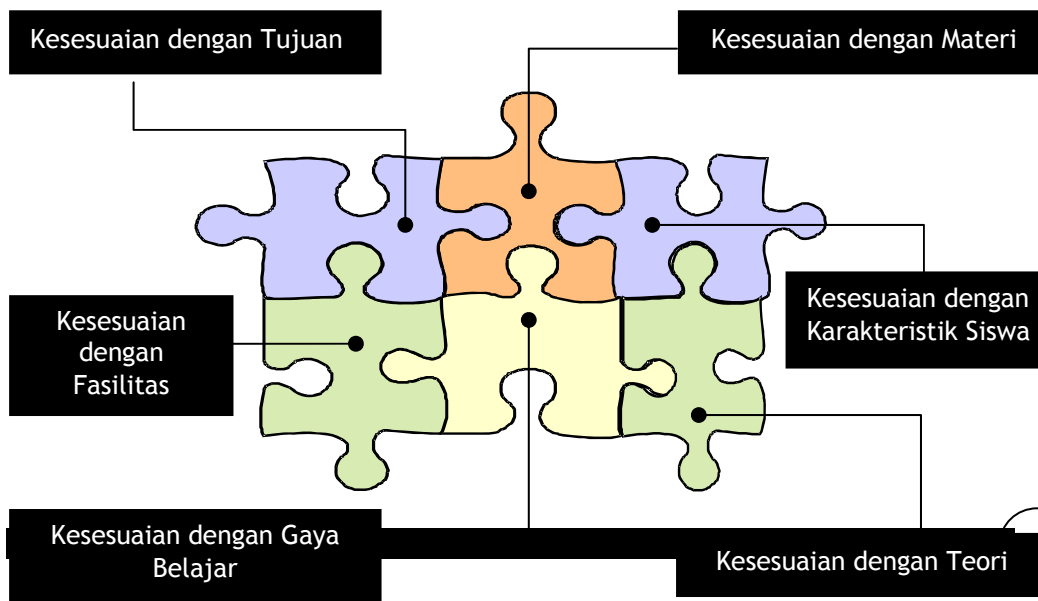 Kesesuaian dengan Tujuan
Kesesuaian dengan Materi
Kesesuaian
dengan
Fasilitas
Kesesuaian dengan
Karakteristik Siswa
Kesesuaian dengan Gaya
Belajar
Kesesuaian dengan Teori